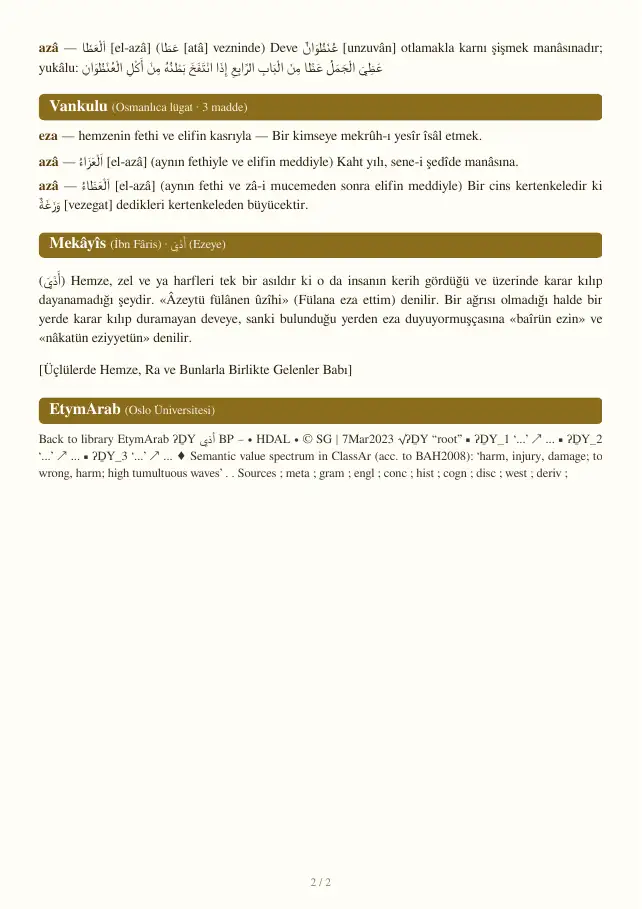 azâ — اَلْعَظَا [el-azâ] (عَطَا [atâ] vezninde) Deve عُنْظُوَانٌ [unzuvân] otlamakla karnı şişmek manâsınadır;
yukâlu: عَظِيَ الْجَمَلُ عَظًا مِنَ الْبَابِ الرَّابِعِ إِذَا انْتَفَخَ بَطْنُهُ مِنْ أَكْلِ الْعُنْظُوَانِ
Vankulu (Osmanlıca lügat · 3 madde)
eza — hemzenin fethi ve elifin kasrıyla — Bir kimseye mekrûh-ı yesîr îsâl etmek.
azâ — اَلْعَزَاءُ [el-azâ] (aynın fethiyle ve elifin meddiyle) Kaht yılı, sene-i şedîde manâsına.
azâ — اَلْعَظَاءُ [el-azâ] (aynın fethi ve zâ-i mucemeden sonra elifin meddiyle) Bir cins kertenkeledir ki
وَزَغَةٌ [vezegat] dedikleri kertenkeleden büyücektir.
Mekâyîs (İbn Fâris) · أَذَيَ (Ezeye)
(أَذَيَ) Hemze, zel ve ya harfleri tek bir asıldır ki o da insanın kerih gördüğü ve üzerinde karar kılıp
dayanamadığı şeydir. «Âzeytü fülânen ûzîhi» (Fülana eza ettim) denilir. Bir ağrısı olmadığı halde bir
yerde karar kılıp duramayan deveye, sanki bulunduğu yerden eza duyuyormuşçasına «baîrün ezin» ve
«nâkatün eziyyetün» denilir.
[Üçlülerde Hemze, Ra ve Bunlarla Birlikte Gelenler Babı]
EtymArab (Oslo Üniversitesi)
Back to library EtymArab ʔḎY أذي BP – • HDAL • © SG | 7Mar2023 √ʔḎY “root” ▪ ʔḎY_1 ‘...’ ↗ ... ▪ ʔḎY_2
‘...’ ↗ ... ▪ ʔḎY_3 ‘...’ ↗ ... ♦ Semantic value spectrum in ClassAr (acc. to BAH2008): ‘harm, injury, damage; to
wrong, harm; high tumultuous waves’ . . Sources ; meta ; gram ; engl ; conc ; hist ; cogn ; disc ; west ; deriv ;
2 / 2